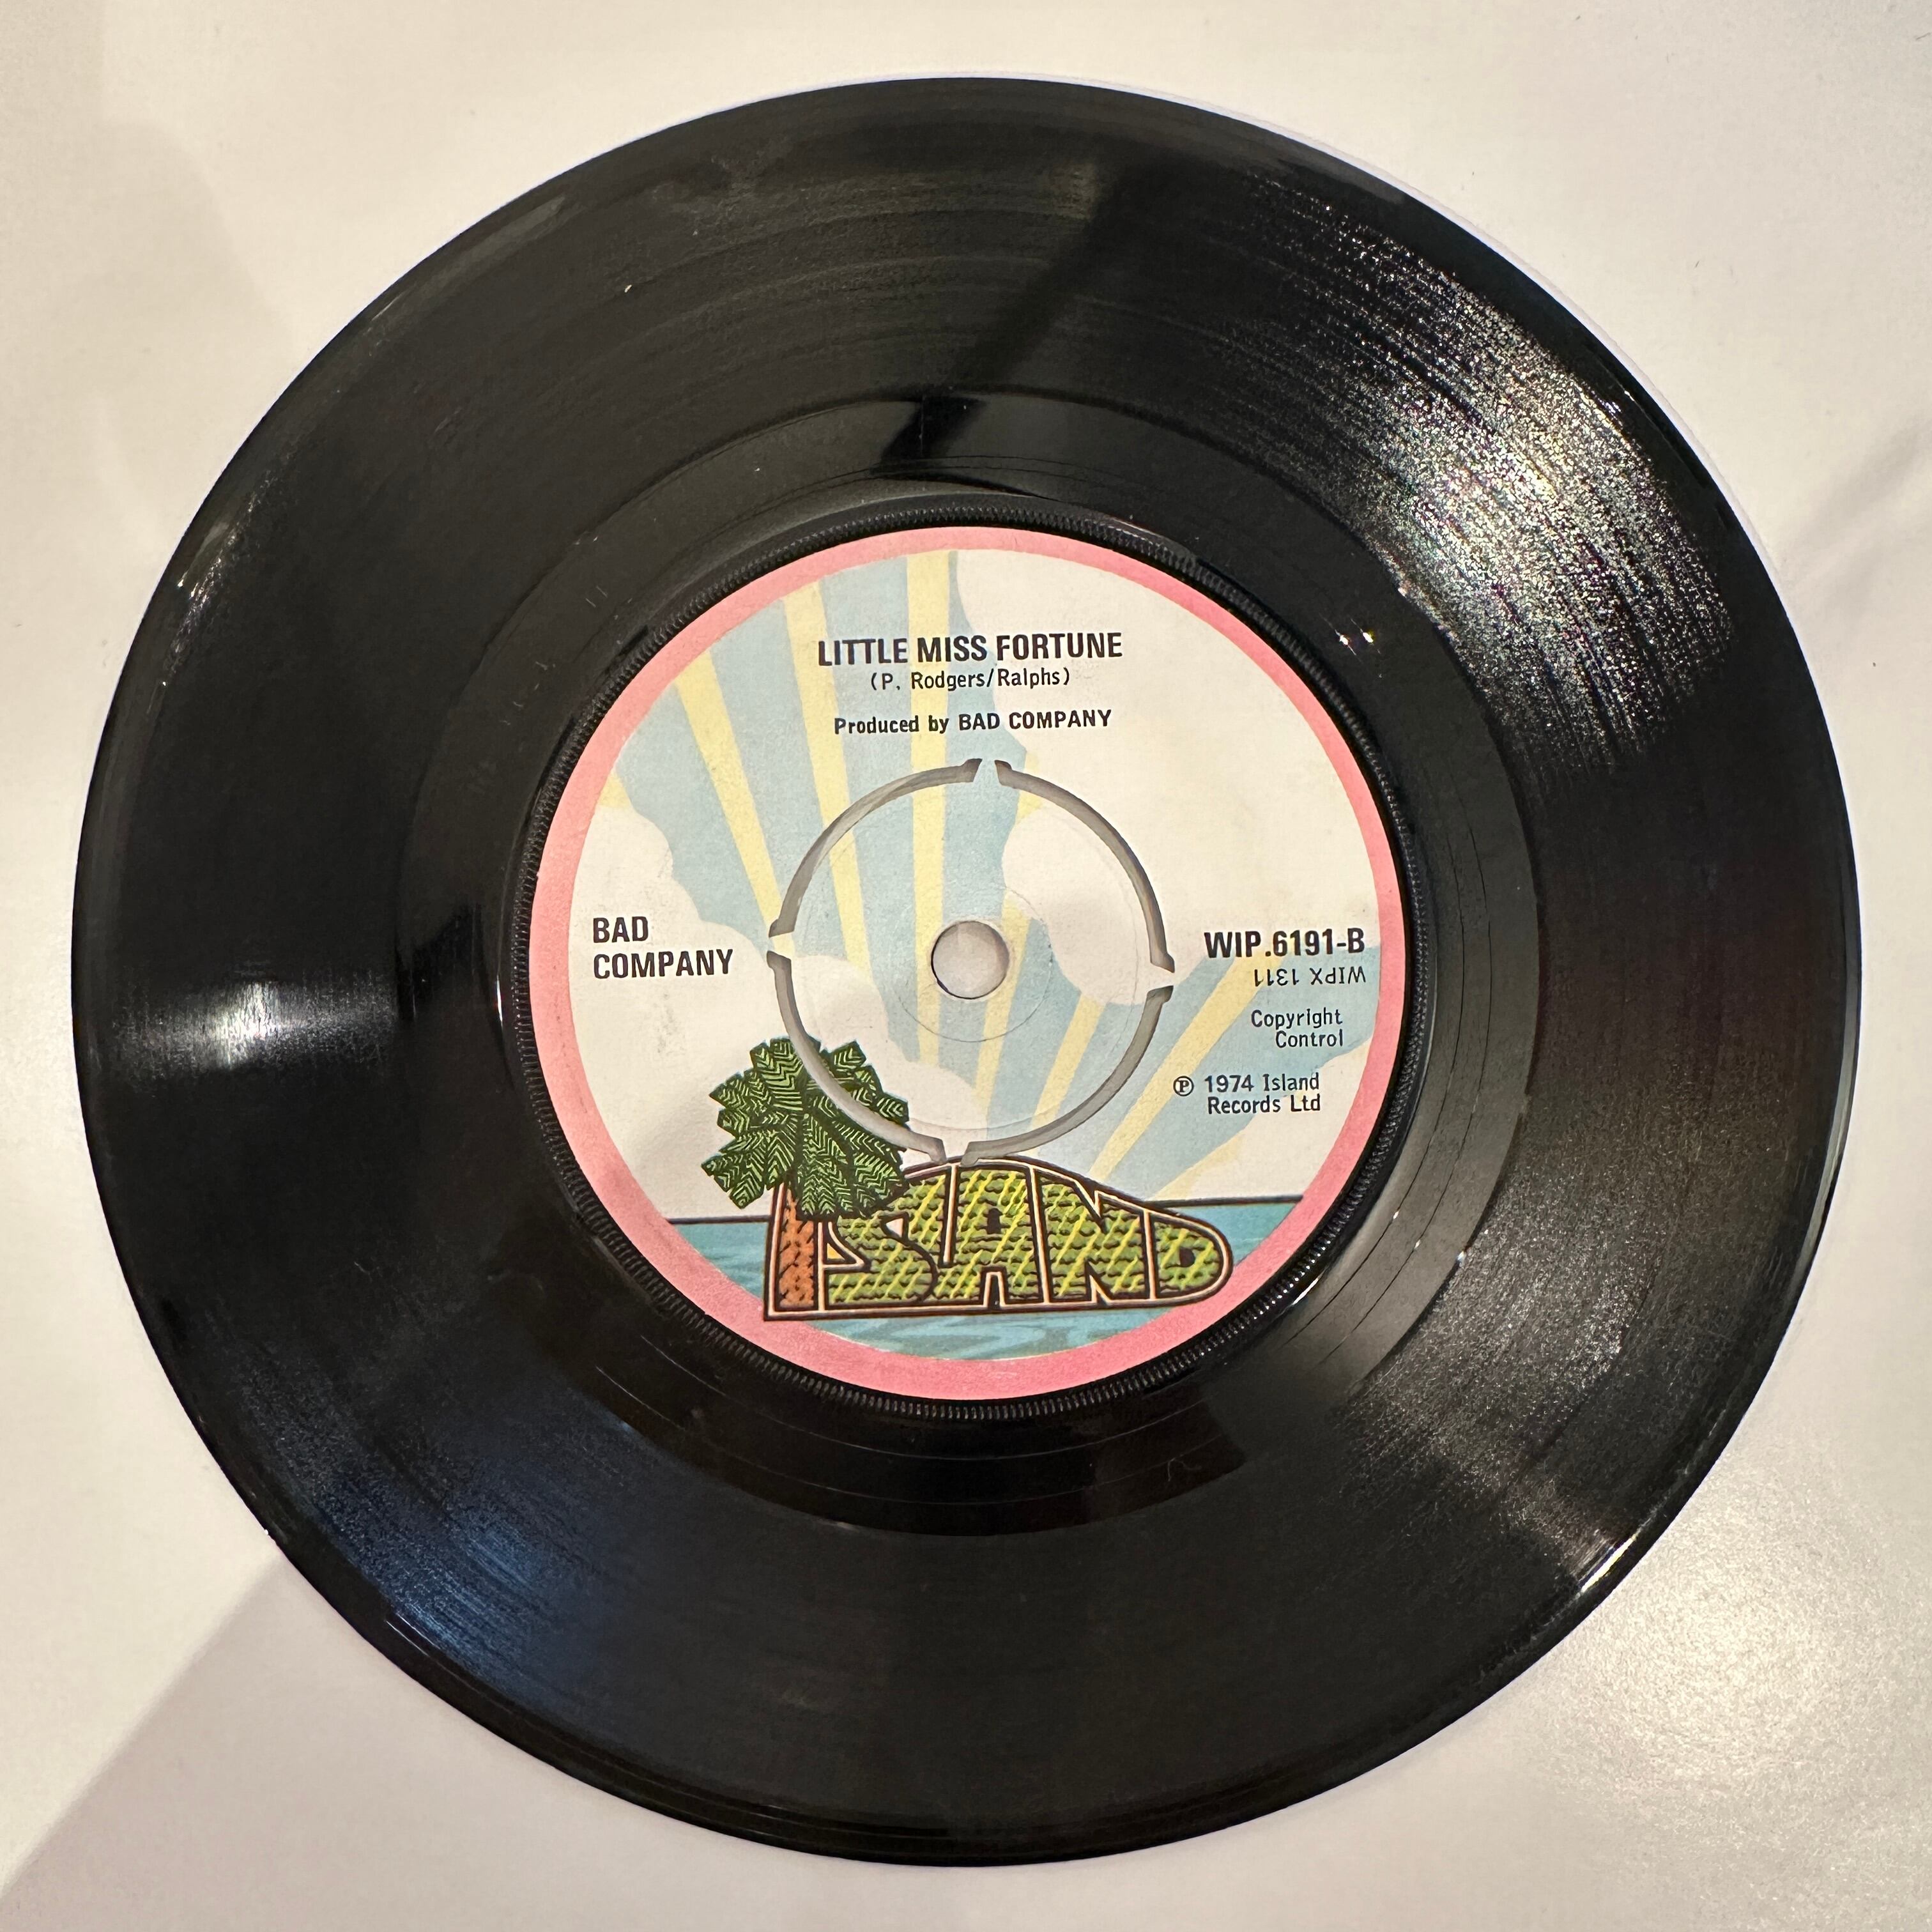 LITTLE MISS FORTUNE
(P. Rodgers/Ralphs)
Produced by BAD COMPANY
BAD
COMPANY
WIP.6191-B
WIPX 1311
Copyright
Control
℗ 1974 Island
Records Ltd
ISLAND